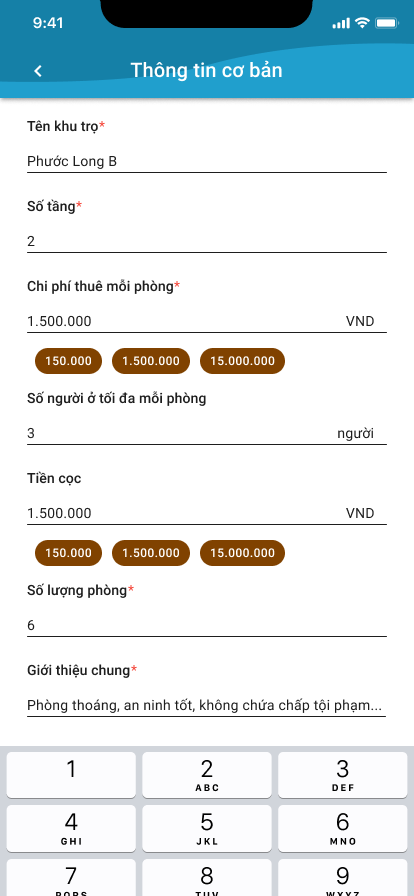 9:41
Thông tin cơ bản
Tên khu trọ*
Phước Long B
Số tầng*
2
Chi phí thuê mỗi phòng*
1.500.000 VND
150.000 1.500.000 15.000.000
Số người ở tối đa mỗi phòng
3 người
Tiền cọc
1.500.000 VND
150.000 1.500.000 15.000.000
Số lượng phòng*
6
Giới thiệu chung*
Phòng thoáng, an ninh tốt, không chứa chấp tội phạm...
1 2 3
ABC DEF
4 5 6
GHI JKL MNO
7 8 9
PQRS TUV WXYZ